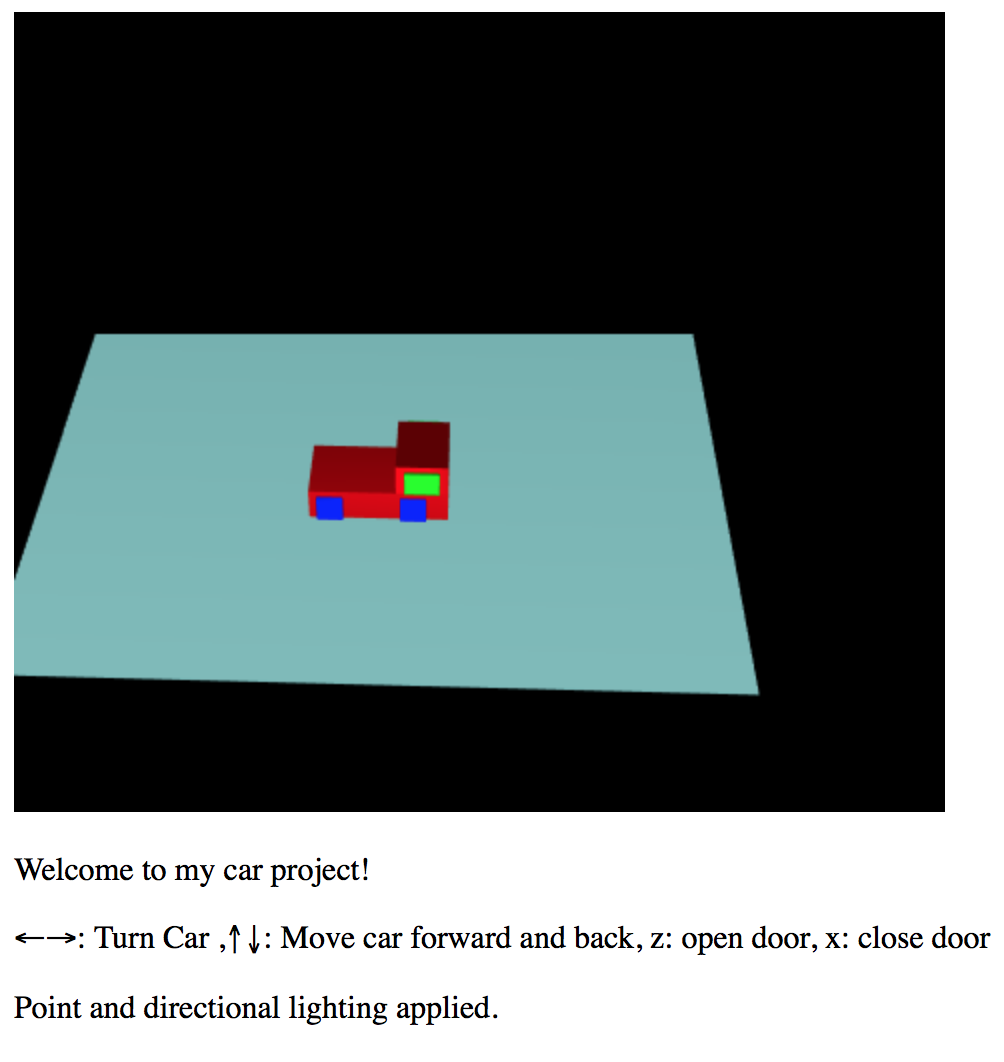 Welcome to my car project!
←→: Turn Car ,↑↓: Move car forward and back, z: open door, x: close door
Point and directional lighting applied.